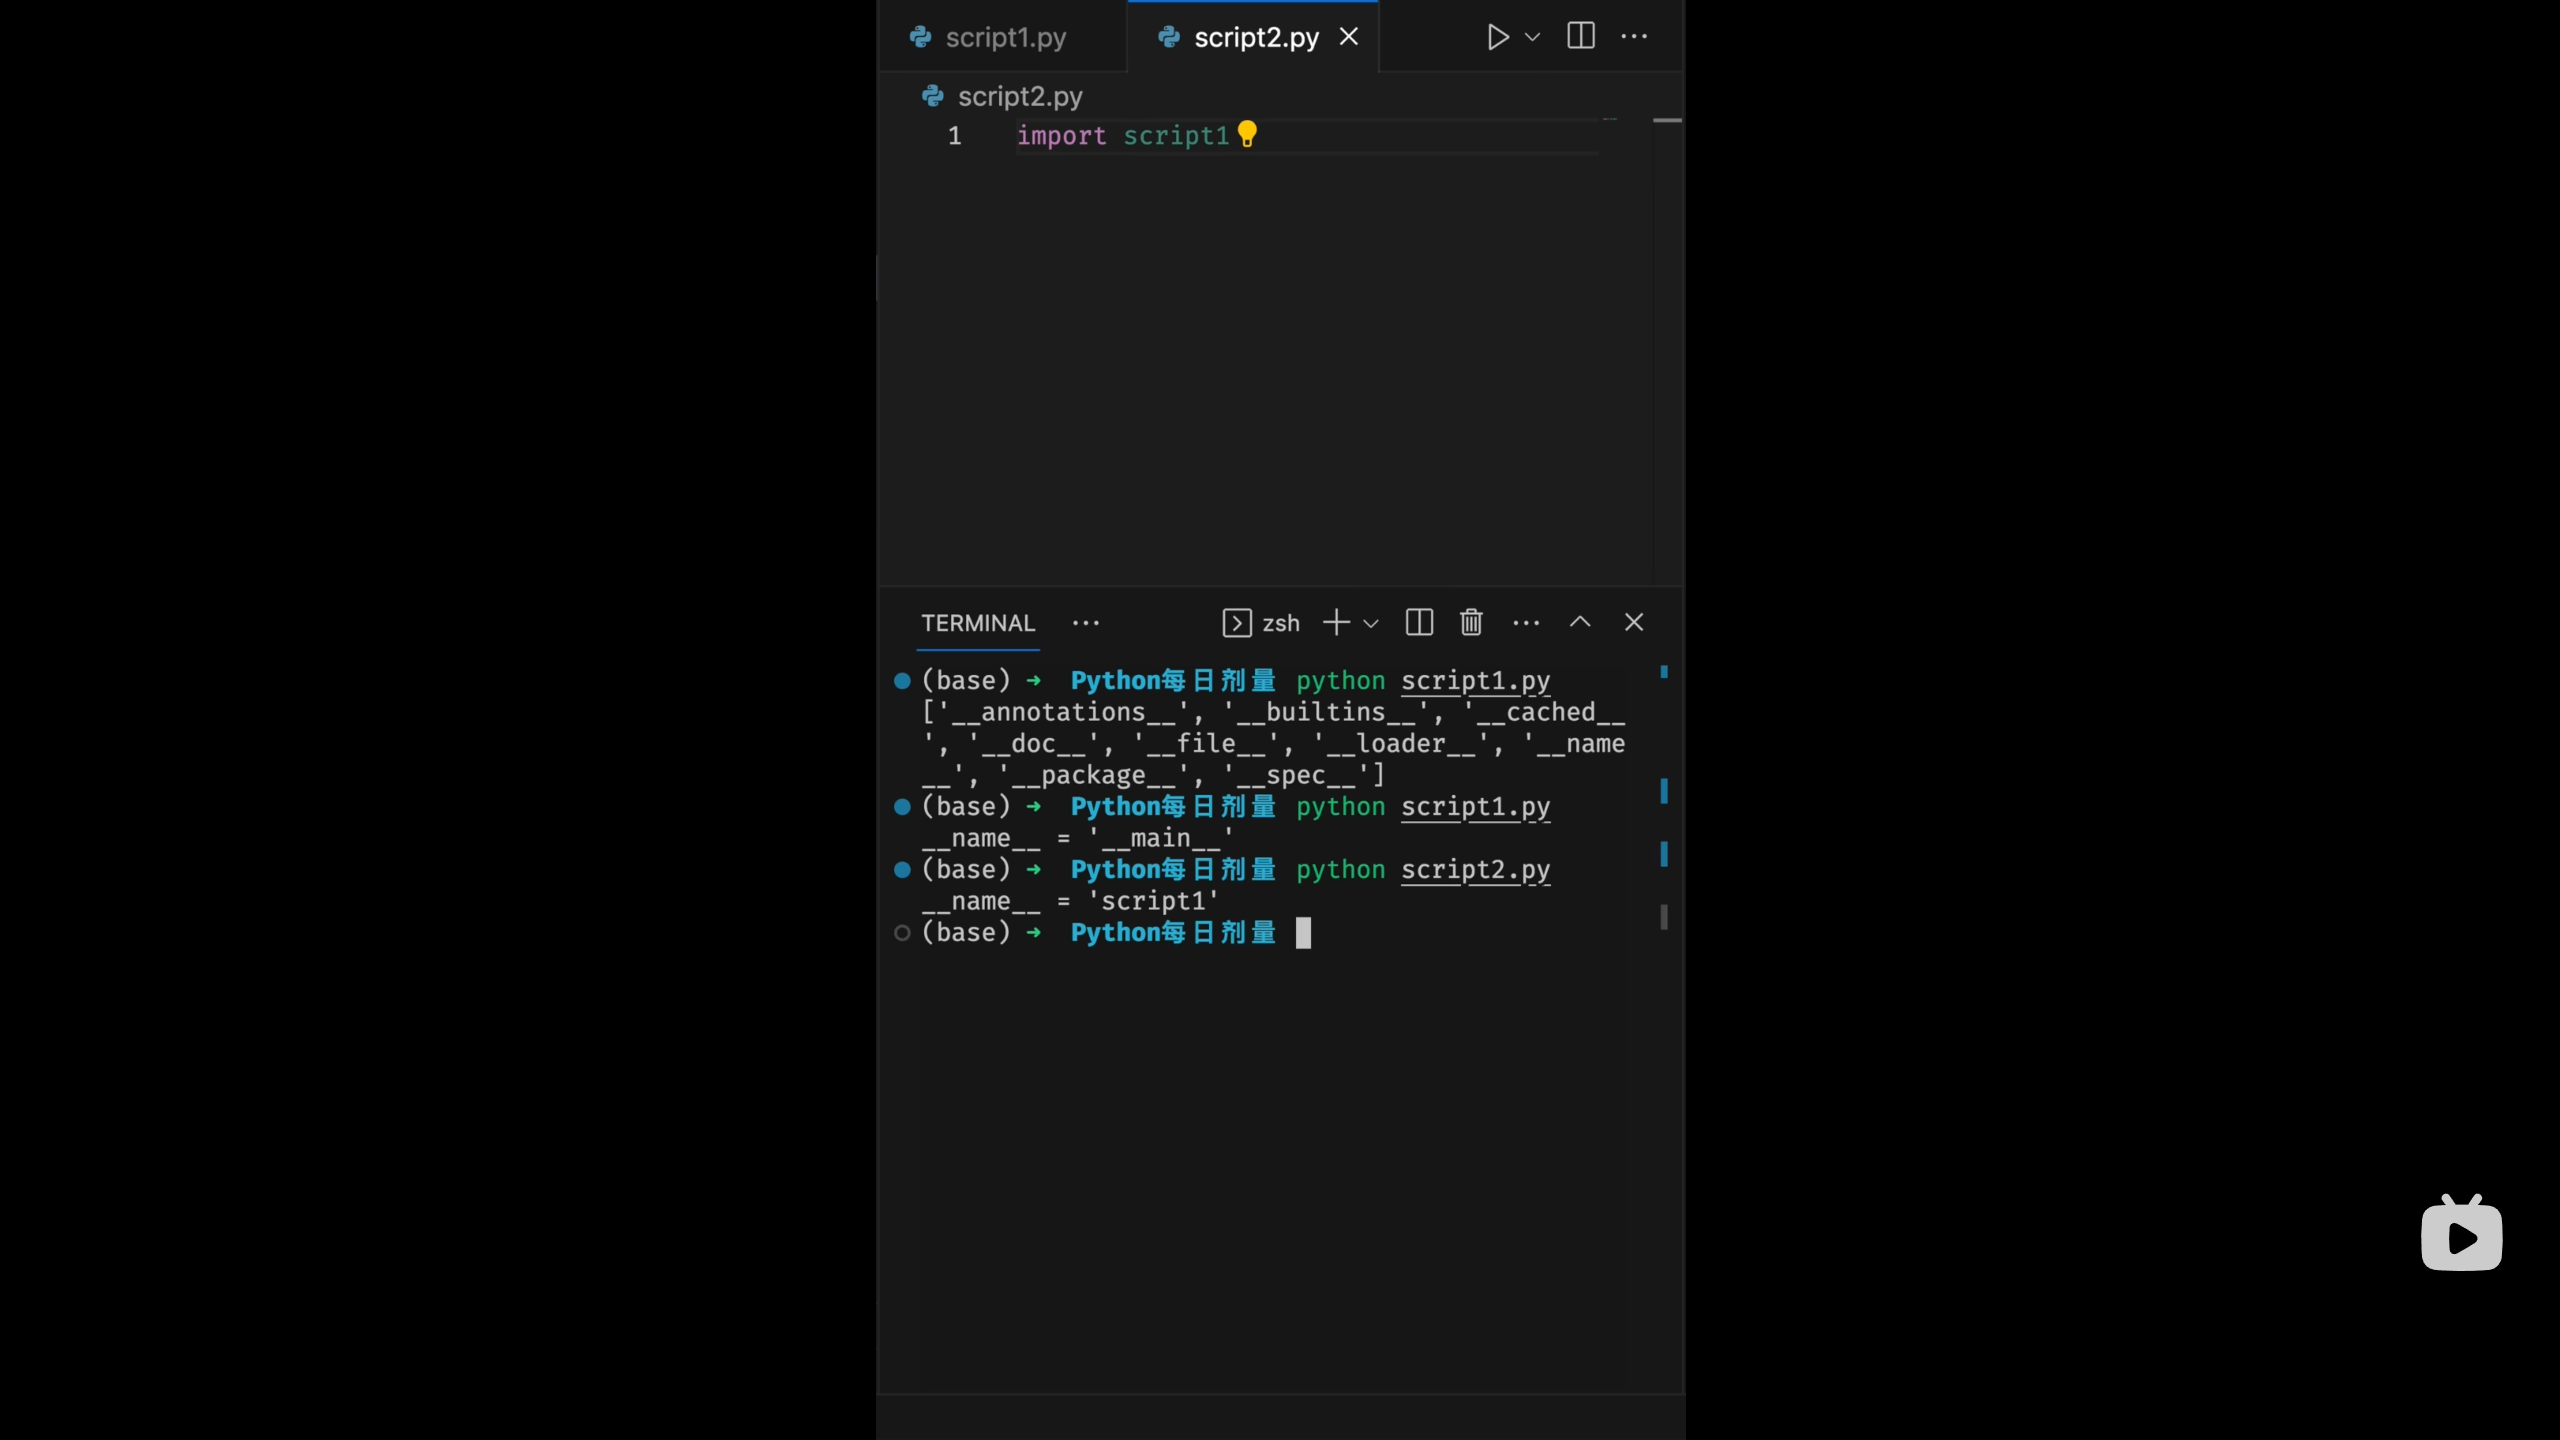 script1.py script2.py
script2.py
1 import script1
TERMINAL zsh
(base) ➜ Python每日剂量 python script1.py
['__annotations__', '__builtins__', '__cached__
', '__doc__', '__file__', '__loader__', '__name
__', '__package__', '__spec__']
(base) ➜ Python每日剂量 python script1.py
__name__ = '__main__'
(base) ➜ Python每日剂量 python script2.py
__name__ = 'script1'
(base) ➜ Python每日剂量